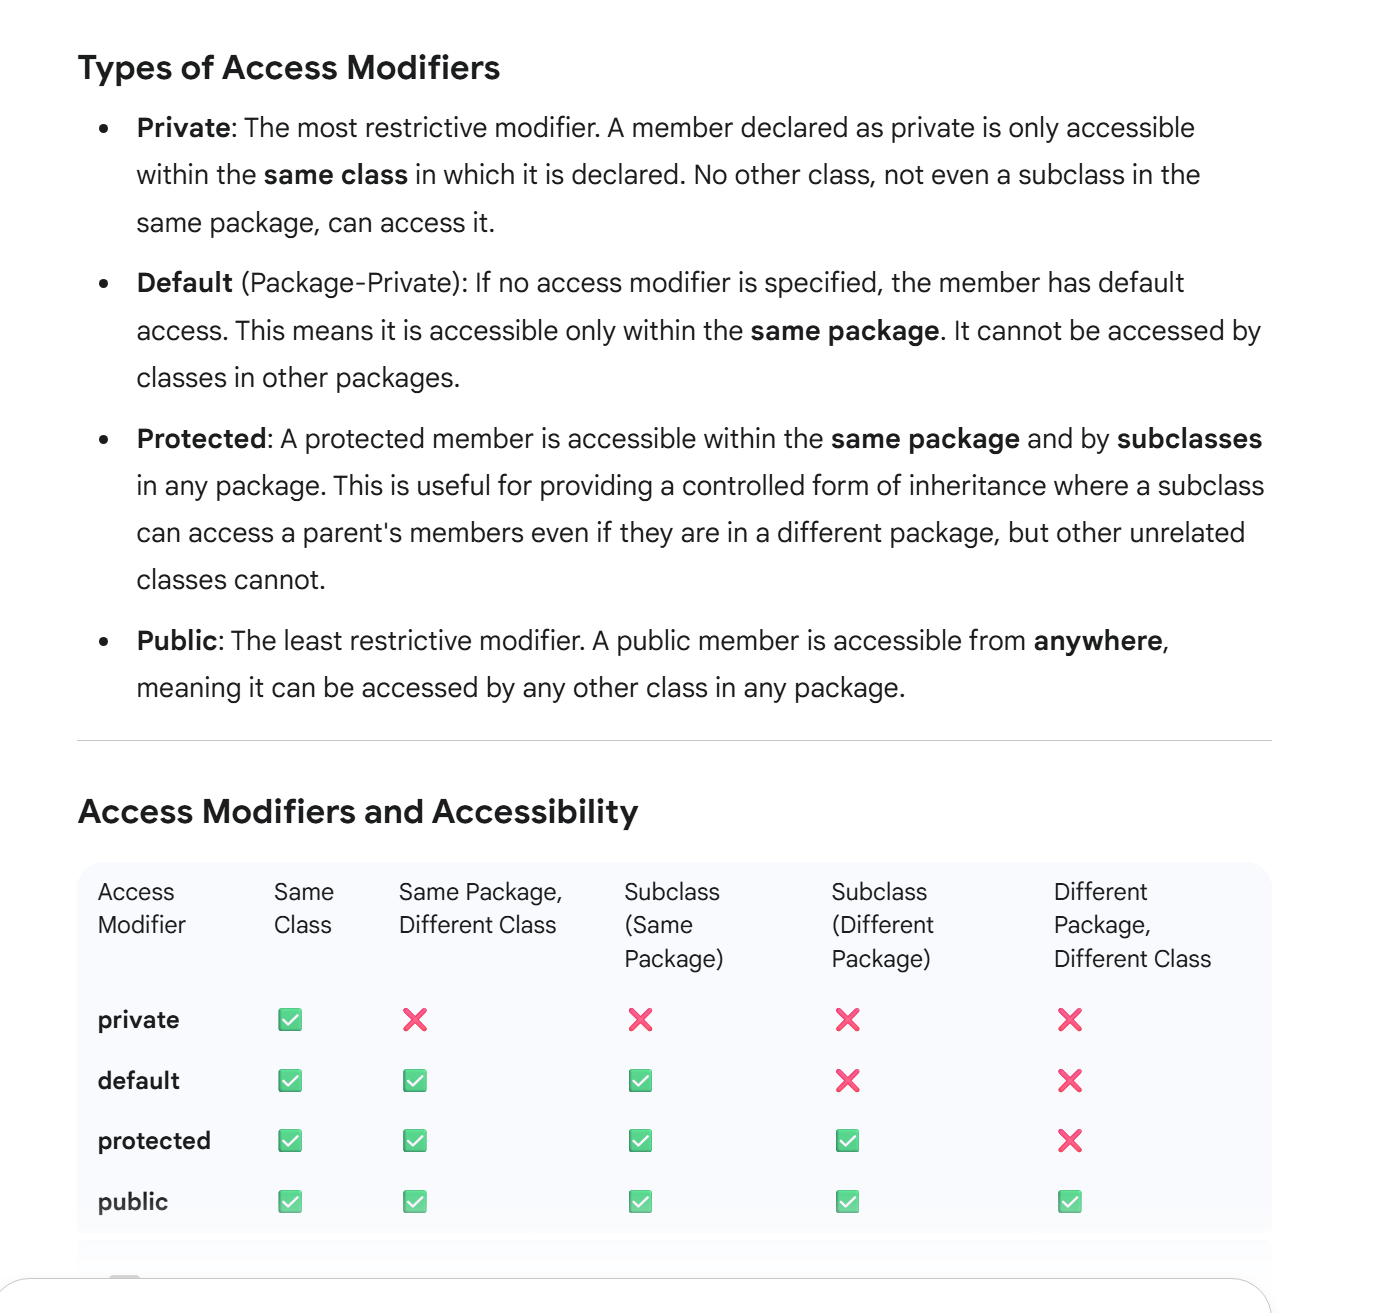 Types of Access Modifiers
• Private: The most restrictive modifier. A member declared as private is only accessible
within the same class in which it is declared. No other class, not even a subclass in the
same package, can access it.
• Default (Package-Private): If no access modifier is specified, the member has default
access. This means it is accessible only within the same package. It cannot be accessed by
classes in other packages.
• Protected: A protected member is accessible within the same package and by subclasses
in any package. This is useful for providing a controlled form of inheritance where a subclass
can access a parent's members even if they are in a different package, but other unrelated
classes cannot.
• Public: The least restrictive modifier. A public member is accessible from anywhere,
meaning it can be accessed by any other class in any package.
Access Modifiers and Accessibility
Access Modifier | Same Class | Same Package, Different Class | Subclass (Same Package) | Subclass (Different Package) | Different Package, Different Class
private ✅ ❌ ❌ ❌ ❌
default ✅ ✅ ✅ ❌ ❌
protected ✅ ✅ ✅ ✅ ❌
public ✅ ✅ ✅ ✅ ✅